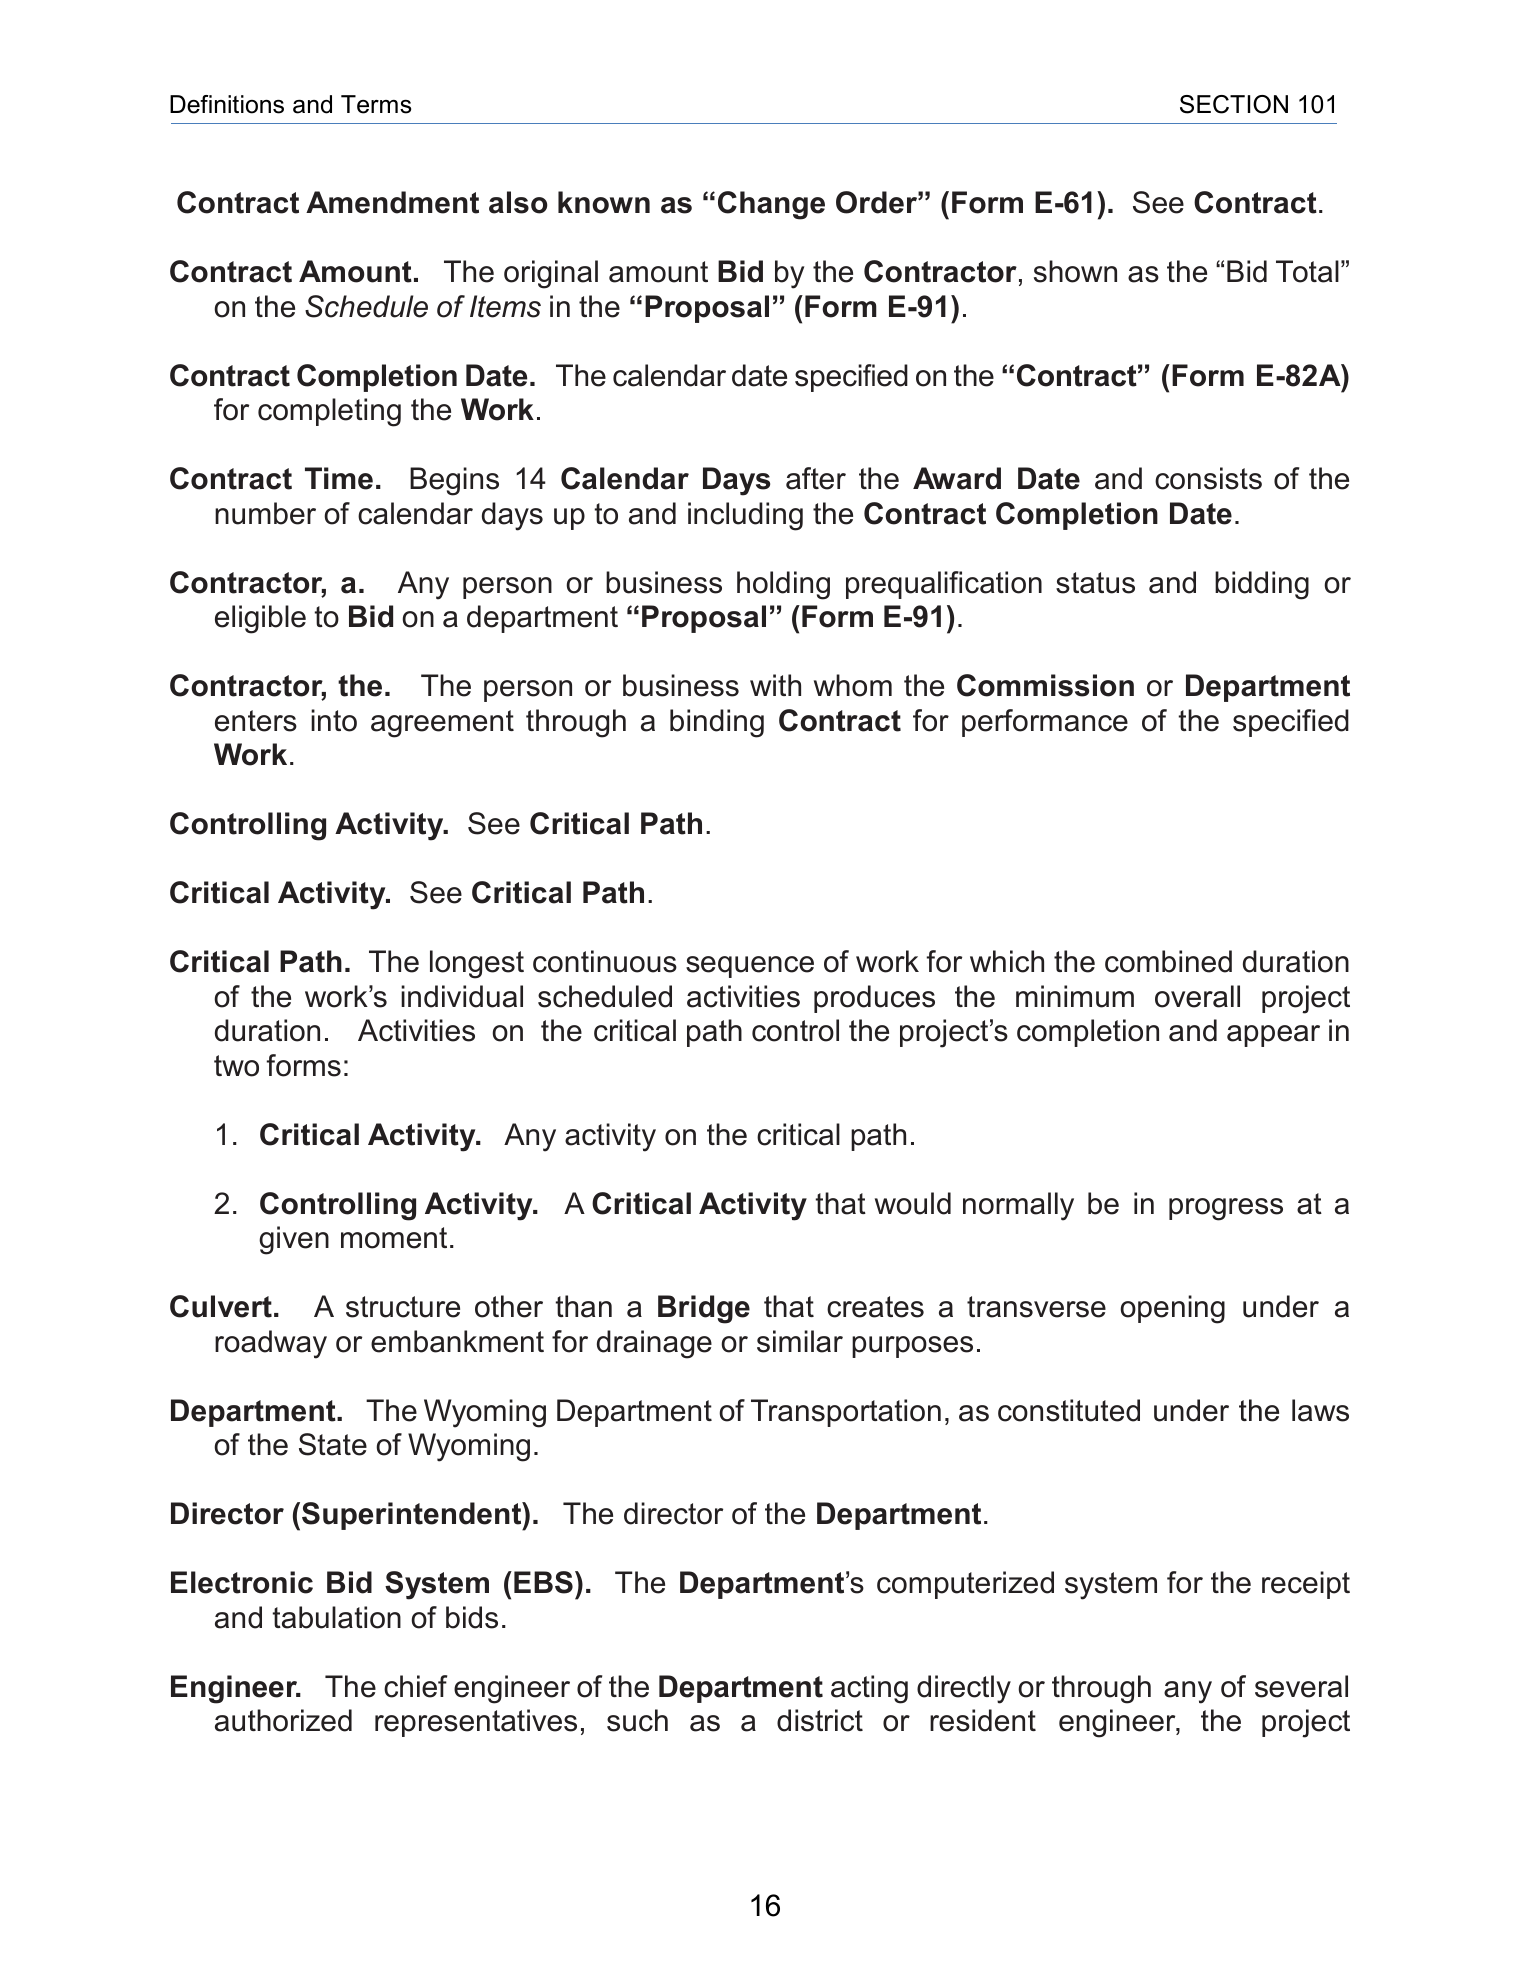 Definitions and Terms SECTION 101
Contract Amendment also known as “Change Order” (Form E-61). See Contract.
Contract Amount. The original amount Bid by the Contractor, shown as the “Bid Total”
on the Schedule of Items in the “Proposal” (Form E-91).
Contract Completion Date. The calendar date specified on the “Contract” (Form E-82A)
for completing the Work.
Contract Time. Begins 14 Calendar Days after the Award Date and consists of the
number of calendar days up to and including the Contract Completion Date.
Contractor, a. Any person or business holding prequalification status and bidding or
eligible to Bid on a department “Proposal” (Form E-91).
Contractor, the. The person or business with whom the Commission or Department
enters into agreement through a binding Contract for performance of the specified
Work.
Controlling Activity. See Critical Path.
Critical Activity. See Critical Path.
Critical Path. The longest continuous sequence of work for which the combined duration
of the work’s individual scheduled activities produces the minimum overall project
duration. Activities on the critical path control the project’s completion and appear in
two forms:
1. Critical Activity. Any activity on the critical path.
2. Controlling Activity. A Critical Activity that would normally be in progress at a
given moment.
Culvert. A structure other than a Bridge that creates a transverse opening under a
roadway or embankment for drainage or similar purposes.
Department. The Wyoming Department of Transportation, as constituted under the laws
of the State of Wyoming.
Director (Superintendent). The director of the Department.
Electronic Bid System (EBS). The Department’s computerized system for the receipt
and tabulation of bids.
Engineer. The chief engineer of the Department acting directly or through any of several
authorized representatives, such as a district or resident engineer, the project
16